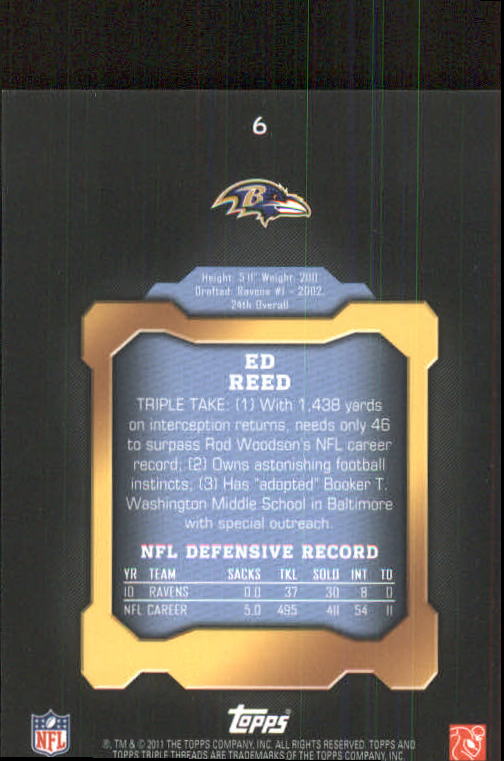 6
B
Height: 5'11" Weight: 200
Drafted: Ravens #1 - 2002,
24th Overall
ED
REED
TRIPLE TAKE: (1) With 1,438 yards
on interception returns, needs only 46
to surpass Rod Woodson's NFL career
record; (2) Owns astonishing football
instincts; (3) Has "adopted" Booker T.
Washington Middle School in Baltimore
with special outreach.
NFL DEFENSIVE RECORD
YR TEAM SACKS TKL SOLO INT TD
10 RAVENS 0.0 37 30 8 0
NFL CAREER 5.0 495 411 54 11
TOPPS
NFL
®, TM & © 2011 THE TOPPS COMPANY, INC. ALL RIGHTS RESERVED. TOPPS AND
TOPPS TRIPLE THREADS ARE TRADEMARKS OF THE TOPPS COMPANY, INC.